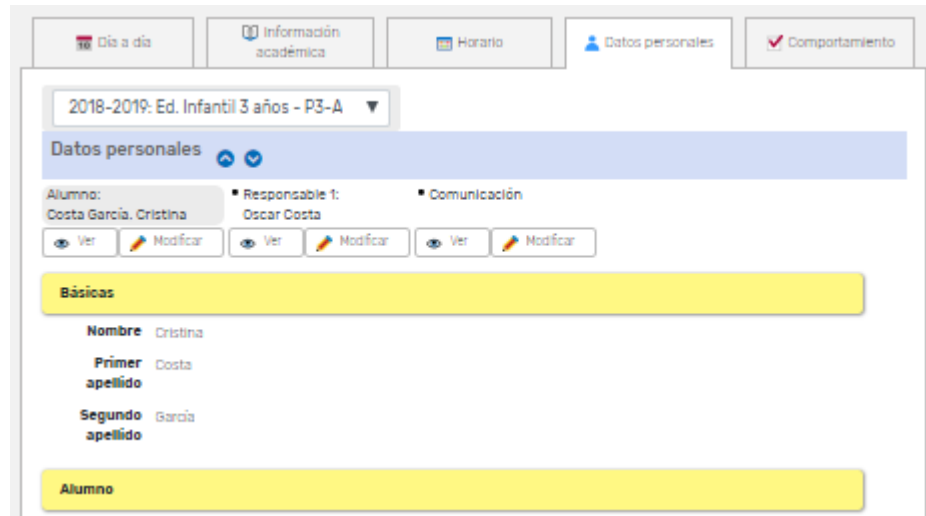 10 Día a día
Información
académica
Horario
Datos personales
Comportamiento
2018-2019: Ed. Infantil 3 años - P3-A
Datos personales
Alumno:
Costa García. Cristina
Responsable 1:
Oscar Costa
Comunicación
Ver Modificar Ver Modificar Ver Modificar
Básicas
Nombre Cristina
Primer
apellido
Costa
Segundo
apellido
García
Alumno